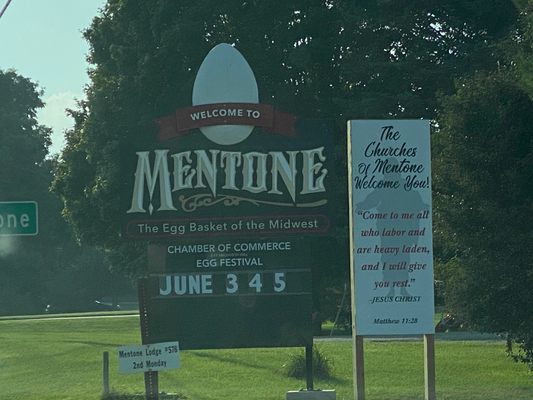 one
WELCOME TO
MENTONE
The Egg Basket of the Midwest
CHAMBER OF COMMERCE
EGG FESTIVAL
JUNE 3 4 5
Mentone Lodge #576
2nd Monday
The
Churches
Of Mentone
Welcome You!
“Come to me all
who labor and
are heavy laden,
and I will give
you rest.”
-JESUS CHRIST
Matthew 11:28